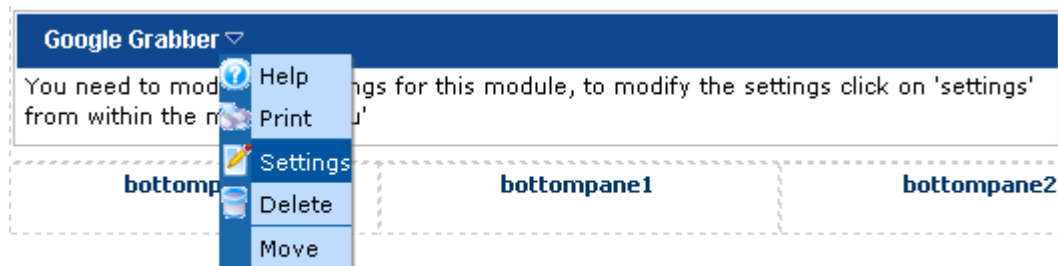 Google Grabber
You need to mod ngs for this module, to modify the settings click on 'settings'
from within the m u'
Help
Print
Settings
Delete
Move
bottomp
bottompane1
bottompane2